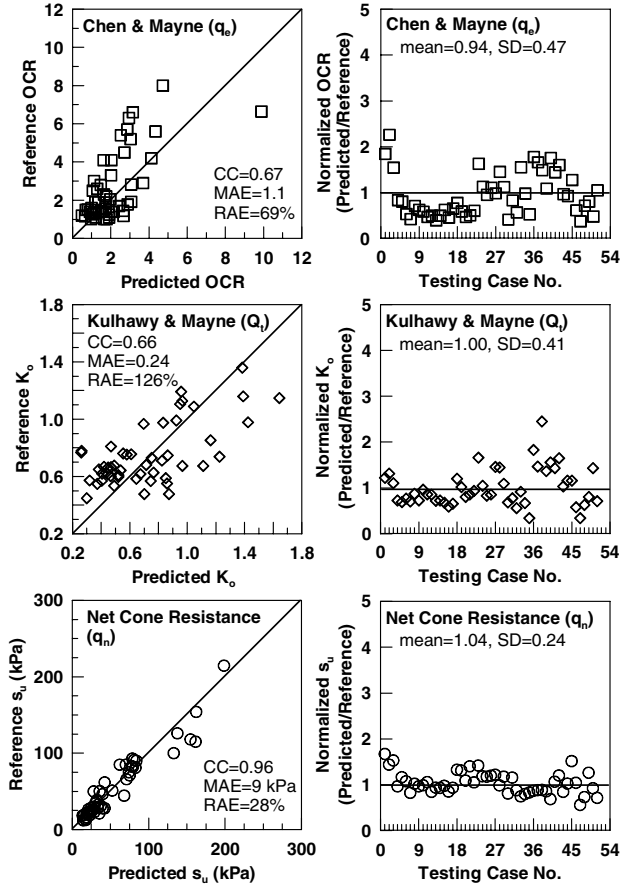 Chen & Mayne (qe)
Reference OCR
12
10
8
6
4
2
0
CC=0.67
MAE=1.1
RAE=69%
0 2 4 6 8 10 12
Predicted OCR
Chen & Mayne (qe)
mean=0.94, SD=0.47
Normalized OCR
(Predicted/Reference)
5
4
3
2
1
0
0 9 18 27 36 45 54
Testing Case No.
Kulhawy & Mayne (Qt)
CC=0.66
MAE=0.24
RAE=126%
Reference Ko
1.8
1.4
1.0
0.6
0.2
0.2 0.6 1.0 1.4 1.8
Predicted Ko
Kulhawy & Mayne (Qt)
mean=1.00, SD=0.41
Normalized Ko
(Predicted/Reference)
5
4
3
2
1
0
0 9 18 27 36 45 54
Testing Case No.
Net Cone Resistance
(qn)
Reference su (kPa)
300
200
100
0
CC=0.96
MAE=9 kPa
RAE=28%
0 100 200 300
Predicted su (kPa)
Net Cone Resistance (qn)
mean=1.04, SD=0.24
Normalized su
(Predicted/Reference)
5
4
3
2
1
0
0 9 18 27 36 45 54
Testing Case No.